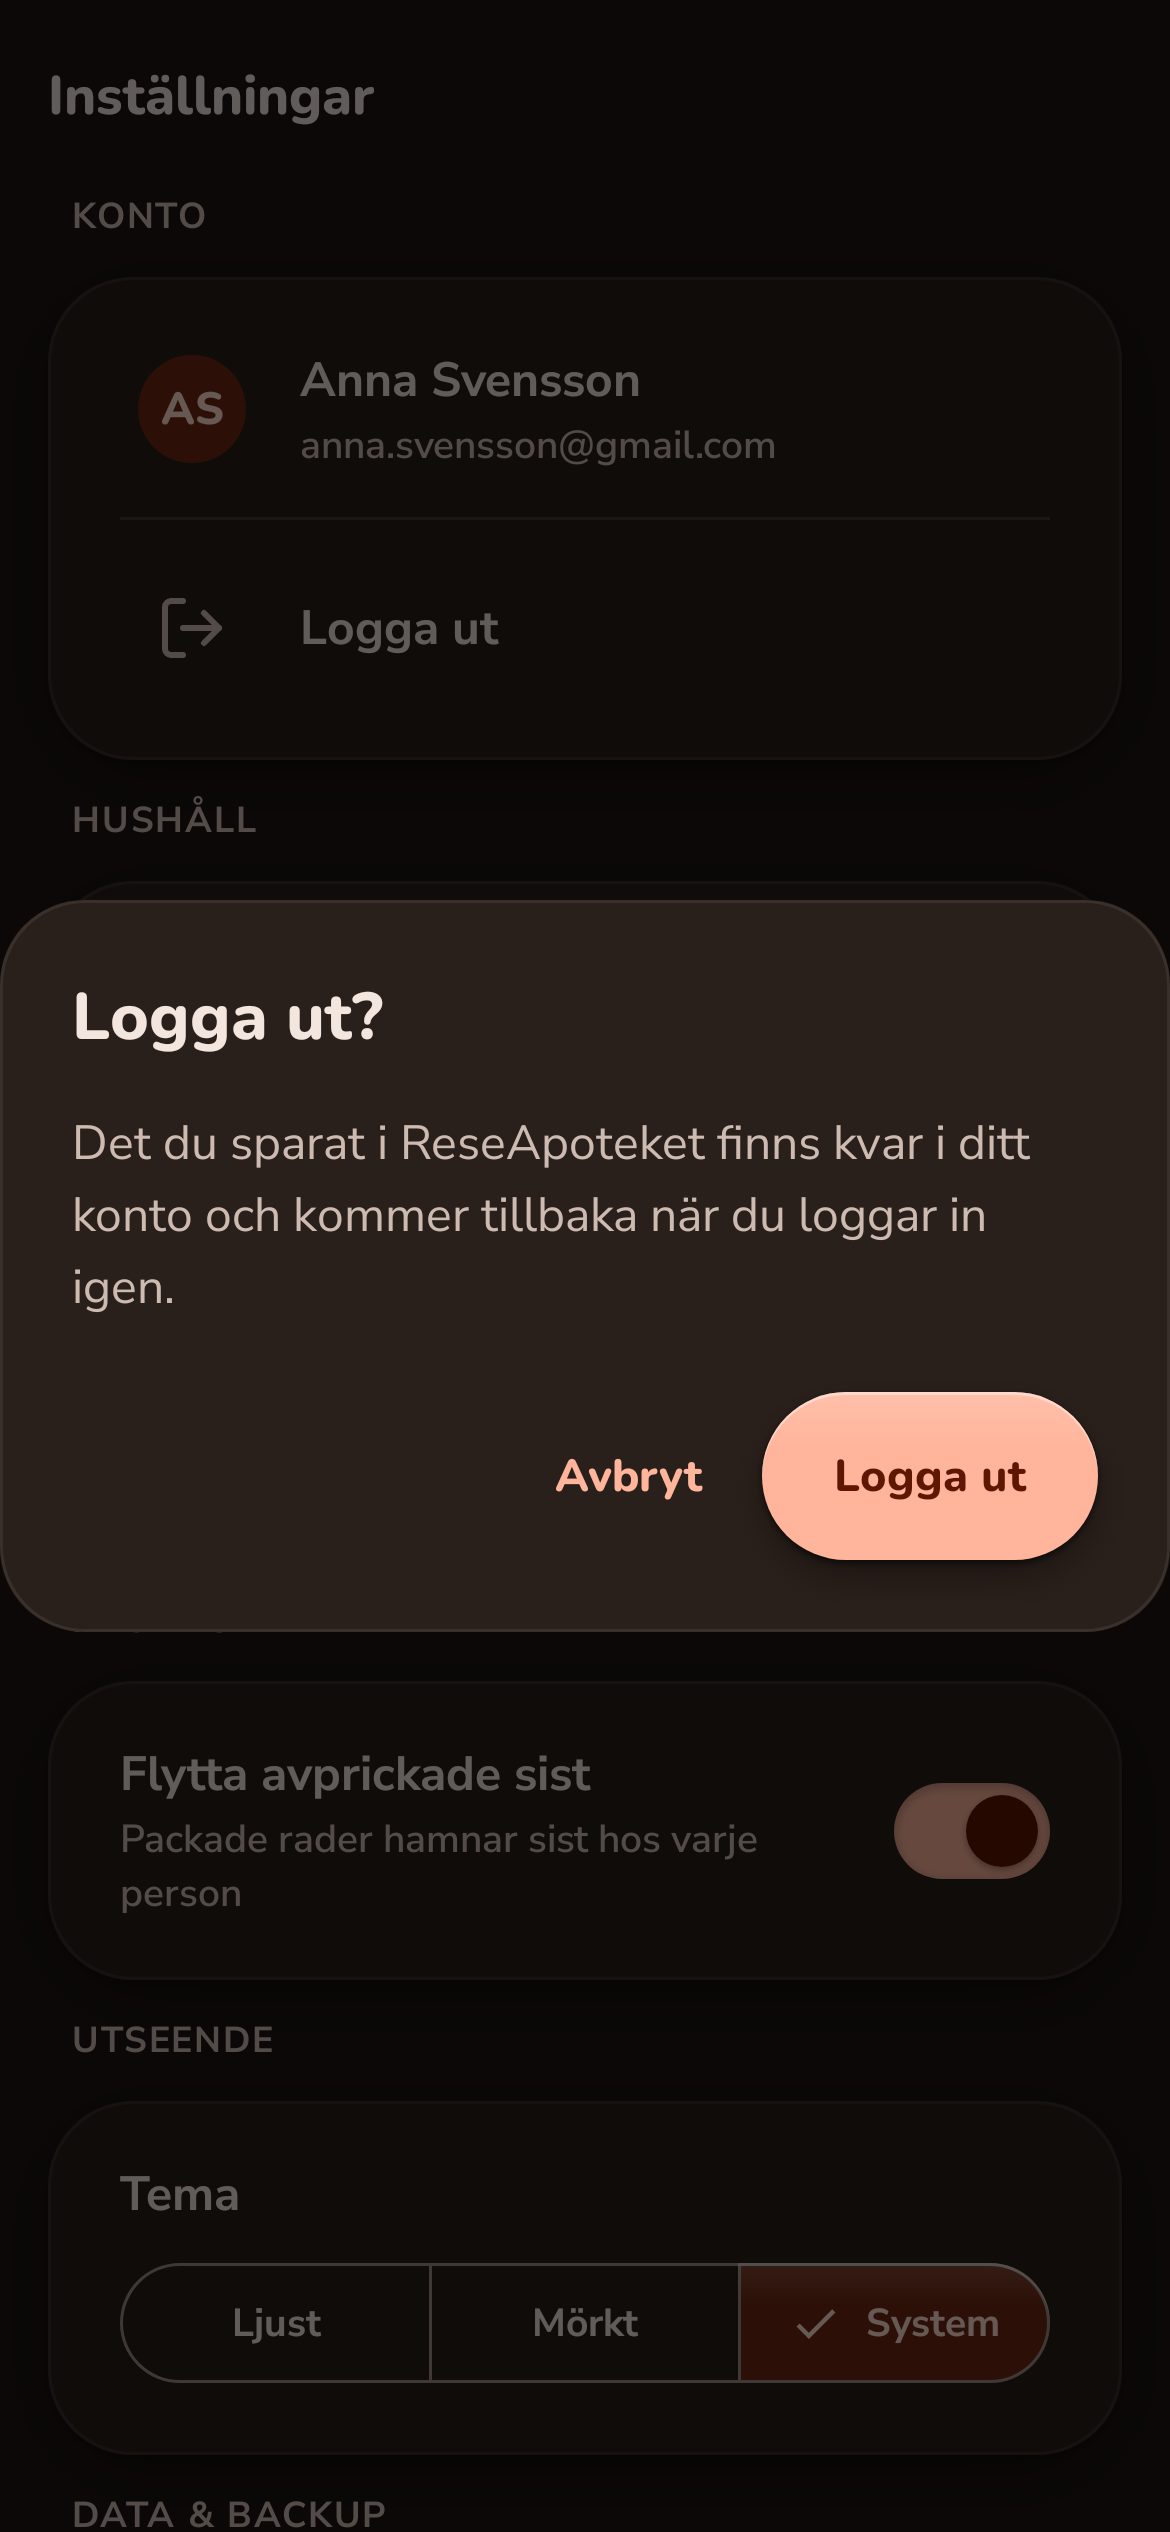 Inställningar
KONTO
AS
Anna Svensson
anna.svensson@gmail.com
Logga ut
HUSHÅLL
Logga ut?
Det du sparat i ReseApoteket finns kvar i ditt
konto och kommer tillbaka när du loggar in
igen.
Avbryt
Logga ut
Flytta avprickade sist
Packade rader hamnar sist hos varje
person
UTSEENDE
Tema
Ljust
Mörkt
System
DATA & BACKUP